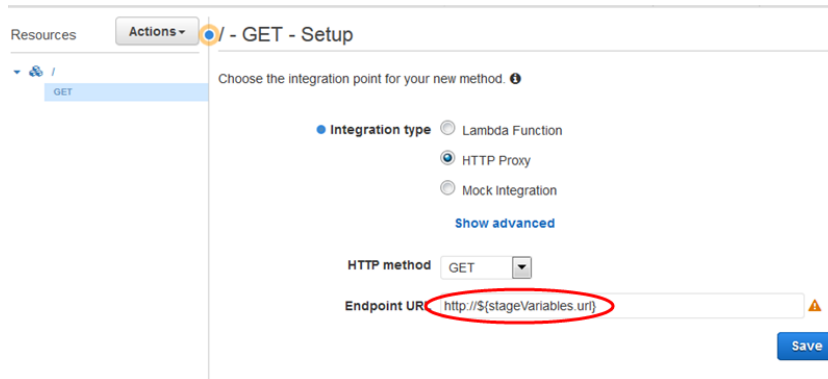 Resources
Actions
/ - GET - Setup
/
GET
Choose the integration point for your new method.
Integration type
Lambda Function
HTTP Proxy
Mock Integration
Show advanced
HTTP method
GET
Endpoint URL
http://${stageVariables.url}
Save